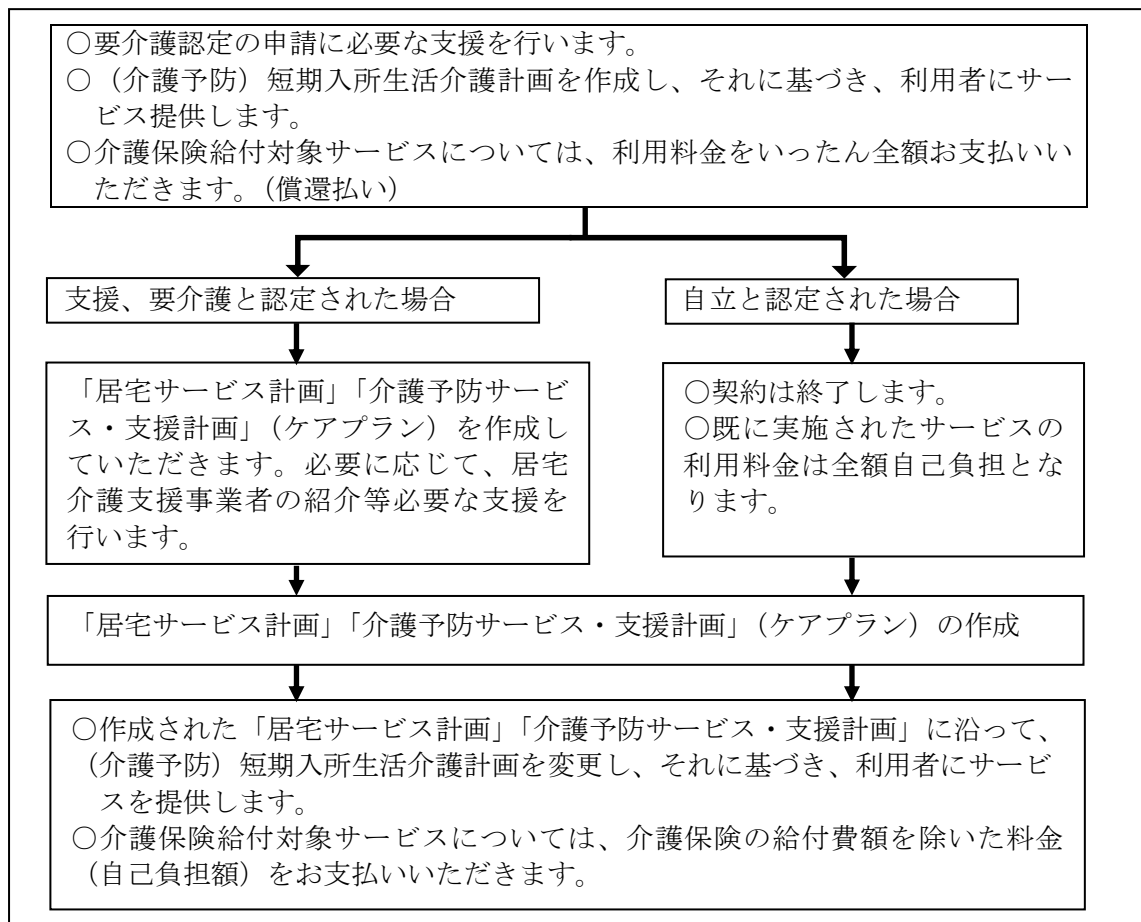 ○要介護認定の申請に必要な支援を行います。
○（介護予防）短期入所生活介護計画を作成し、それに基づき、利用者にサー
ビス提供します。
○介護保険給付対象サービスについては、利用料金をいったん全額お支払いい
ただきます。（償還払い）
支援、要介護と認定された場合
自立と認定された場合
「居宅サービス計画」「介護予防サービ
ス・支援計画」（ケアプラン）を作成し
ていただきます。必要に応じて、居宅
介護支援事業者の紹介等必要な支援を
行います。
○契約は終了します。
○既に実施されたサービスの
利用料金は全額自己負担とな
ります。
「居宅サービス計画」「介護予防サービス・支援計画」（ケアプラン）の作成
○作成された「居宅サービス計画」「介護予防サービス・支援計画」に沿って、
（介護予防）短期入所生活介護計画を変更し、それに基づき、利用者にサービ
スを提供します。
○介護保険給付対象サービスについては、介護保険の給付費額を除いた料金
（自己負担額）をお支払いいただきます。